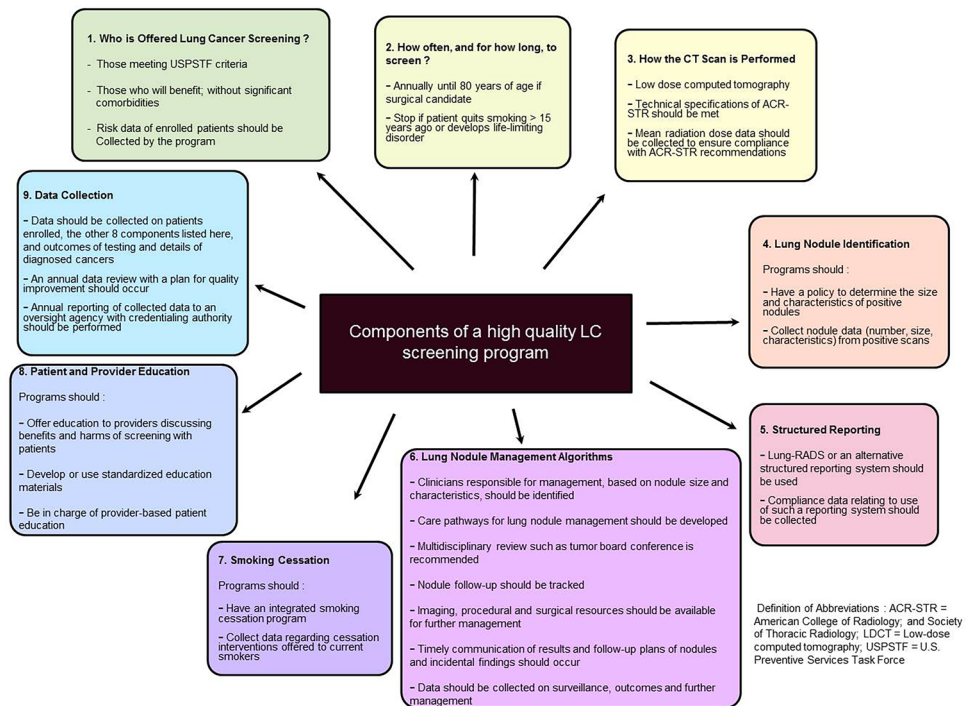 1. Who is Offered Lung Cancer Screening ?
- Those meeting USPSTF criteria
- Those who will benefit; without significant
comorbidities
- Risk data of enrolled patients should be
Collected by the program
2. How often, and for how long, to
screen ?
- Annually until 80 years of age if
surgical candidate
- Stop if patient quits smoking > 15
years ago or develops life-limiting
disorder
3. How the CT Scan is Performed
- Low dose computed tomography
- Technical specifications of ACR-
STR should be met
- Mean radiation dose data should
be collected to ensure compliance
with ACR-STR recommendations
4. Lung Nodule Identification
Programs should :
- Have a policy to determine the size
and characteristics of positive
nodules
- Collect nodule data (number, size,
characteristics) from positive scans
5. Structured Reporting
- Lung-RADS or an alternative
structured reporting system should
be used
- Compliance data relating to use
of such a reporting system should
be collected
6. Lung Nodule Management Algorithms
- Clinicians responsible for management, based on nodule size and
characteristics, should be identified
- Care pathways for lung nodule management should be developed
- Multidisciplinary review such as tumor board conference is
recommended
- Nodule follow-up should be tracked
- Imaging, procedural and surgical resources should be available
for further management
- Timely communication of results and follow-up plans of nodules
and incidental findings should occur
- Data should be collected on surveillance, outcomes and further
management
7. Smoking Cessation
Programs should :
- Have an integrated smoking
cessation program
- Collect data regarding cessation
interventions offered to current
smokers
8. Patient and Provider Education
Programs should :
- Offer education to providers discussing
benefits and harms of screening with
patients
- Develop or use standardized education
materials
- Be in charge of provider-based patient
education
9. Data Collection
- Data should be collected on patients
enrolled, the other 8 components listed here,
and outcomes of testing and details of
diagnosed cancers
- An annual data review with a plan for quality
improvement should occur
- Annual reporting of collected data to an
oversight agency with credentialing authority
should be performed
Components of a high quality LC
screening program
Definition of Abbreviations : ACR-STR =
American College of Radiology; and Society
of Thoracic Radiology; LDCT = Low-dose
computed tomography; USPSTF = U.S.
Preventive Services Task Force